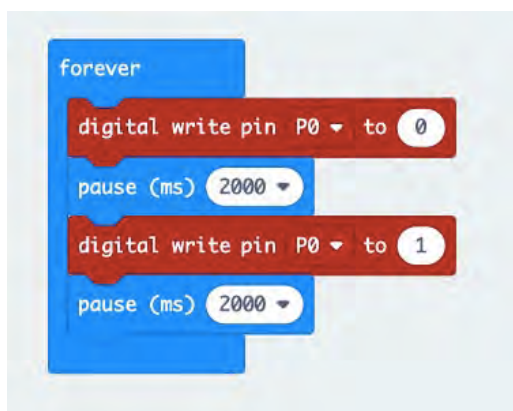 forever
digital write pin P0 to 0
pause (ms) 2000
digital write pin P0 to 1
pause (ms) 2000